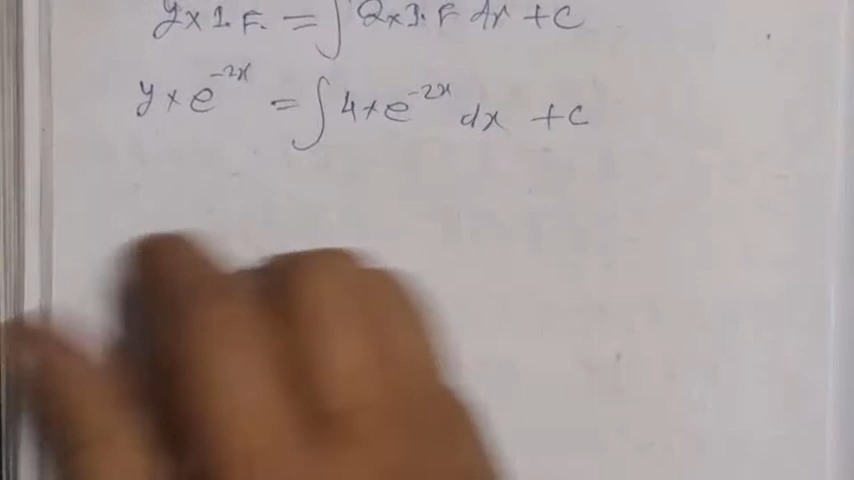 y × I.F. = ∫ Q × I.F dx + C
y × e^{-2x} = ∫ 4 × e^{-2x} dx + C